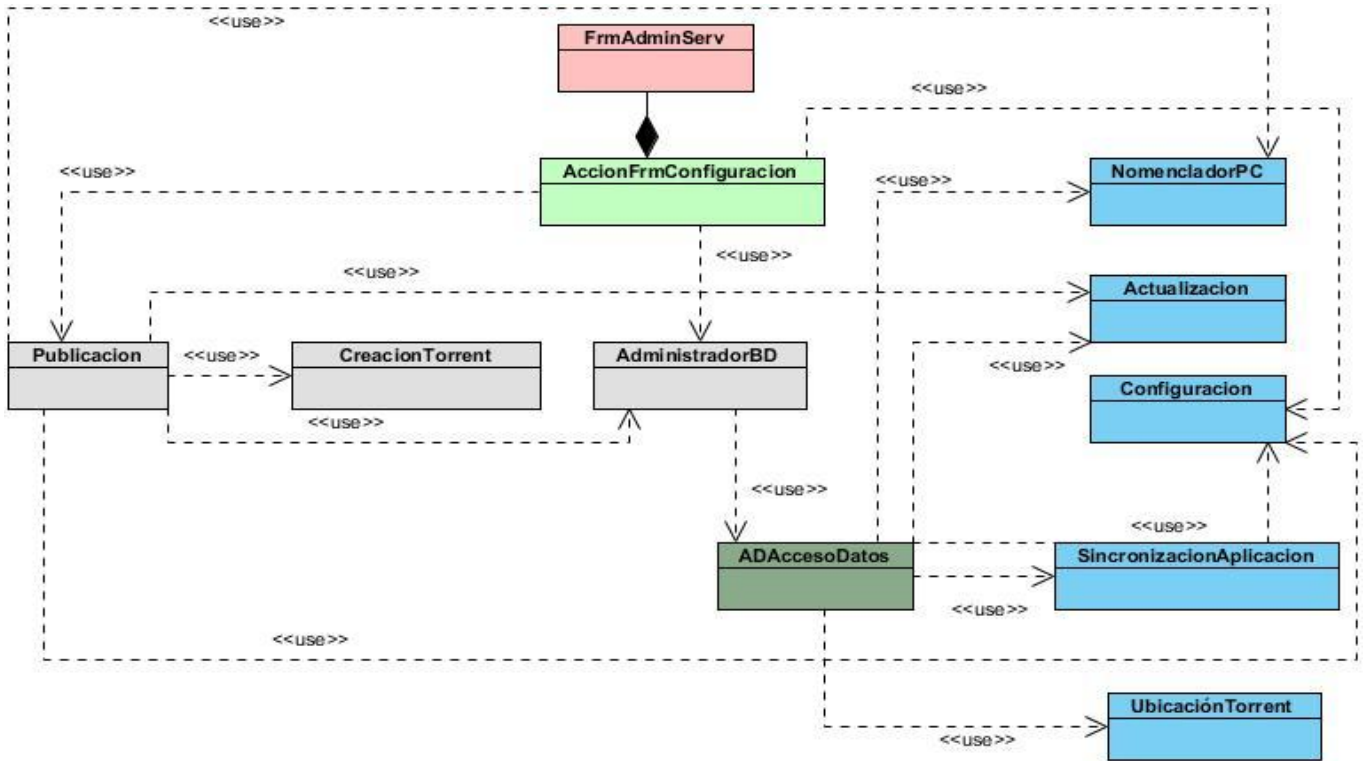 <<use>>
FrmAdminServ
<<use>>
<<use>>
AccionFrmConfiguracion
NomencladorPC
<<use>>
<<use>>
<<use>>
Actualizacion
Publicacion
<<use>>
CreacionTorrent
AdministradorBD
<<use>>
Configuracion
<<use>>
<<use>>
<<use>>
ADAccesoDatos
SincronizacionAplicacion
<<use>>
<<use>>
UbicaciónTorrent
<<use>>